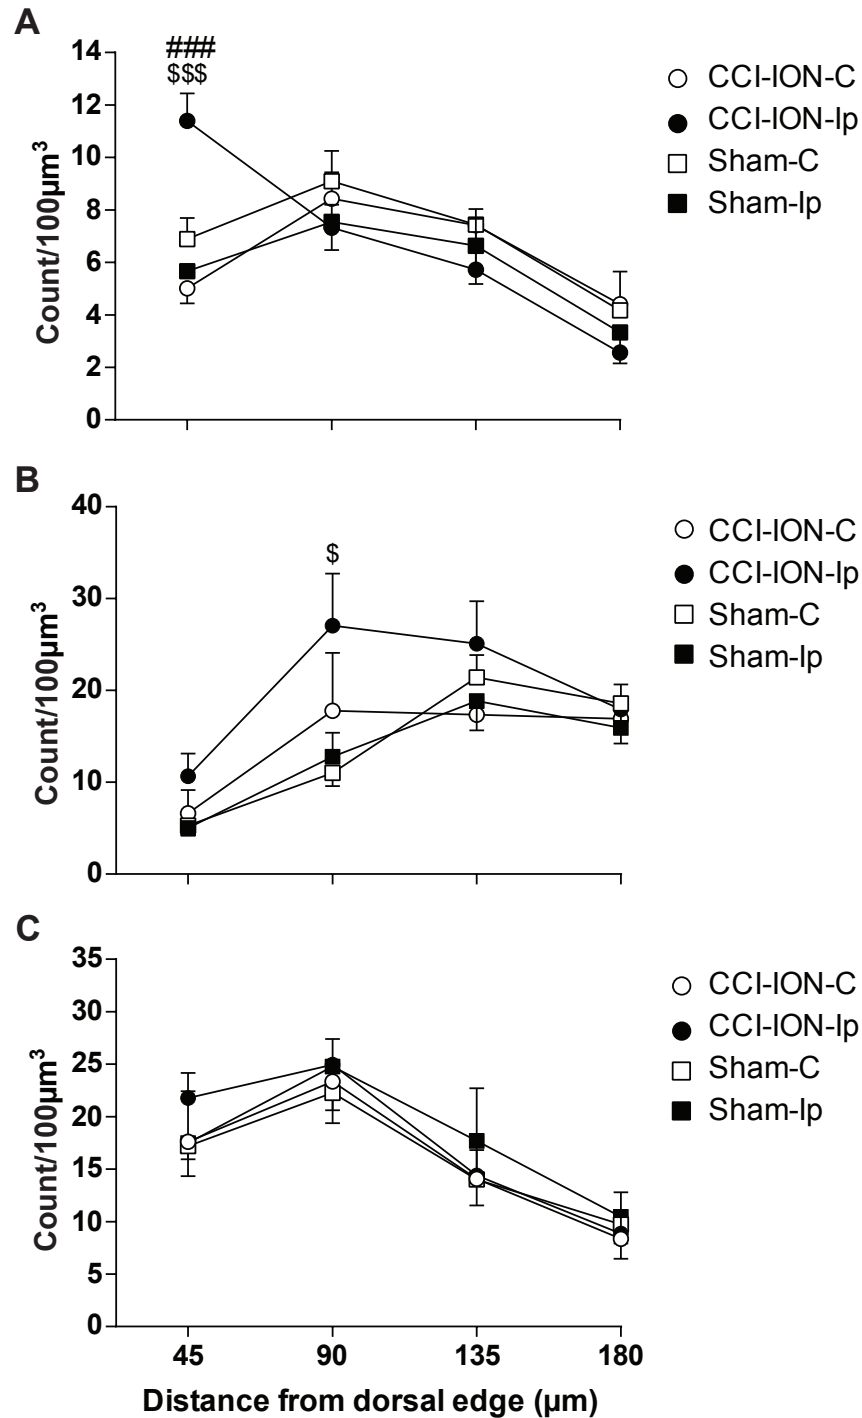 A
###
$$$
14
12
10
8
6
4
2
0
Count/100µm³
CCI-ION-C
CCI-ION-Ip
Sham-C
Sham-Ip
B
$
40
30
20
10
0
Count/100µm³
CCI-ION-C
CCI-ION-Ip
Sham-C
Sham-Ip
C
35
30
25
20
15
10
5
0
Count/100µm³
CCI-ION-C
CCI-ION-Ip
Sham-C
Sham-Ip
45 90 135 180
Distance from dorsal edge (µm)